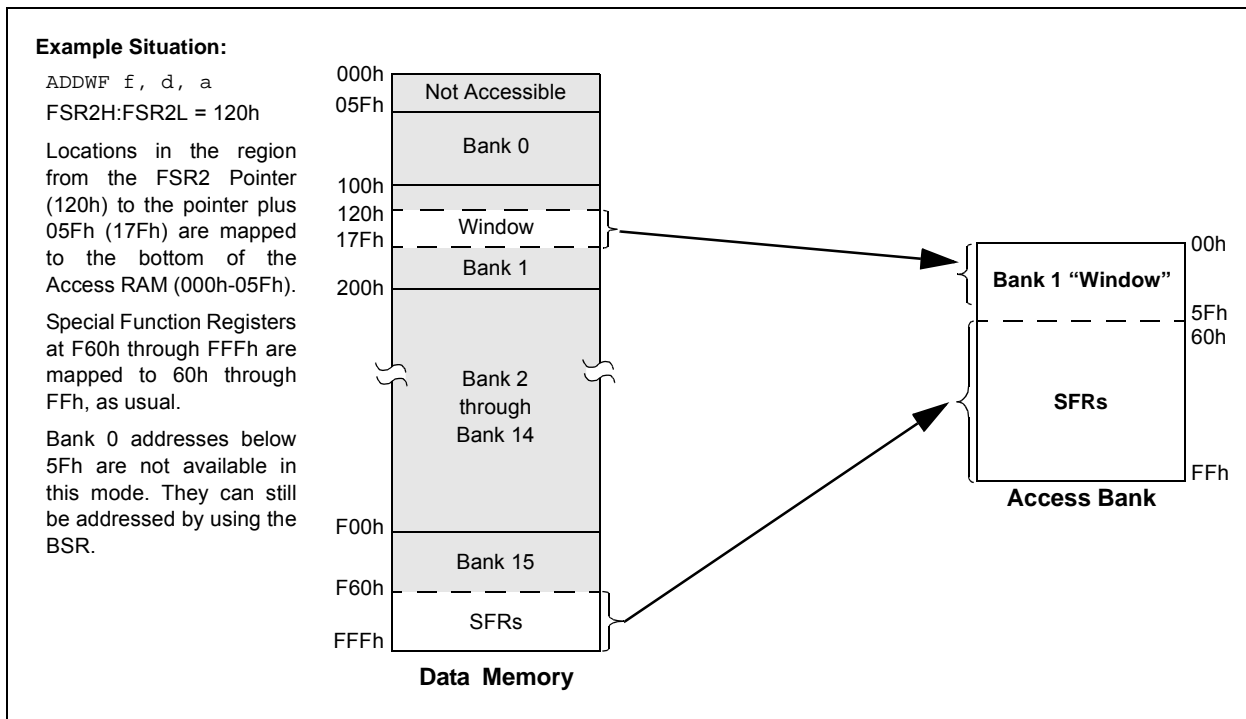 Example Situation:
ADDWF f, d, a
FSR2H:FSR2L = 120h
Locations in the region
from the FSR2 Pointer
(120h) to the pointer plus
05Fh (17Fh) are mapped
to the bottom of the
Access RAM (000h-05Fh).
Special Function Registers
at F60h through FFFh are
mapped to 60h through
FFh, as usual.
Bank 0 addresses below
5Fh are not available in
this mode. They can still
be addressed by using the
BSR.
000h
Not Accessible
05Fh
Bank 0
100h
120h
Window
17Fh
Bank 1
200h
Bank 2
through
Bank 14
F00h
Bank 15
F60h
SFRs
FFFh
Data Memory
00h
Bank 1 “Window”
5Fh
60h
SFRs
FFh
Access Bank